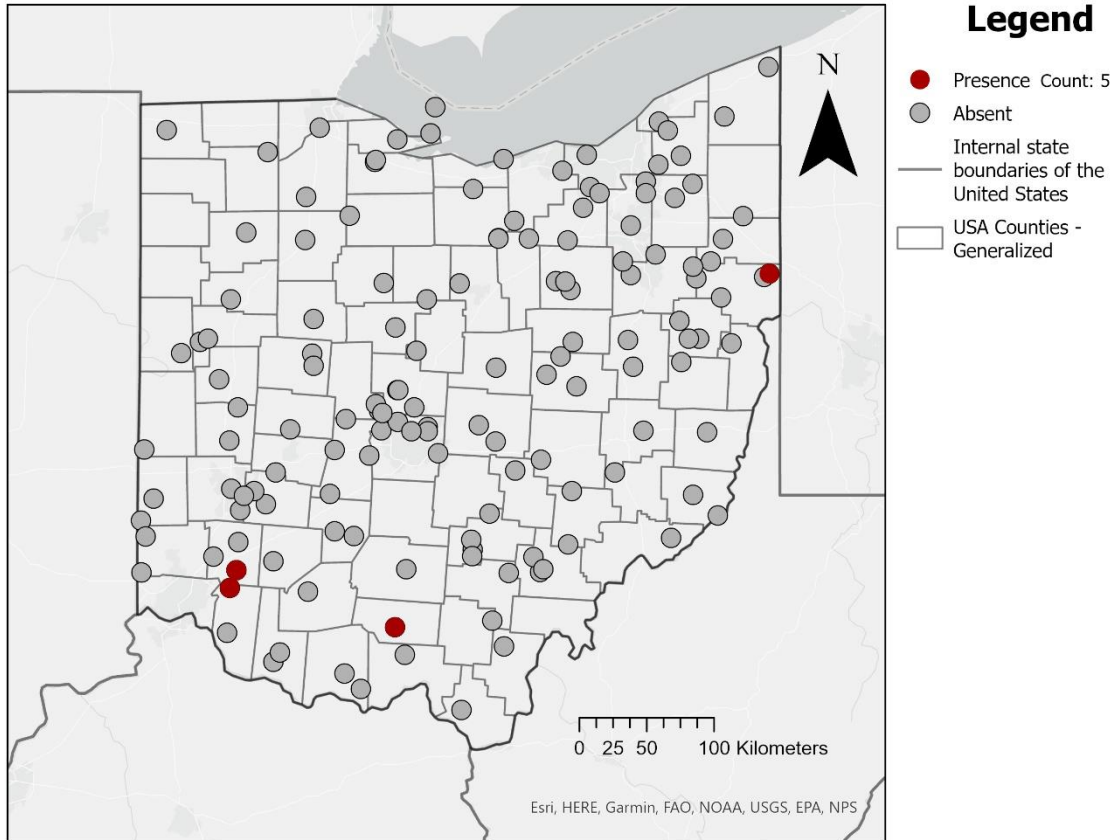 Legend
Presence Count: 5
Absent
Internal state
boundaries of the
United States
USA Counties -
Generalized
N
0 25 50 100 Kilometers
Esri, HERE, Garmin, FAO, NOAA, USGS, EPA, NPS